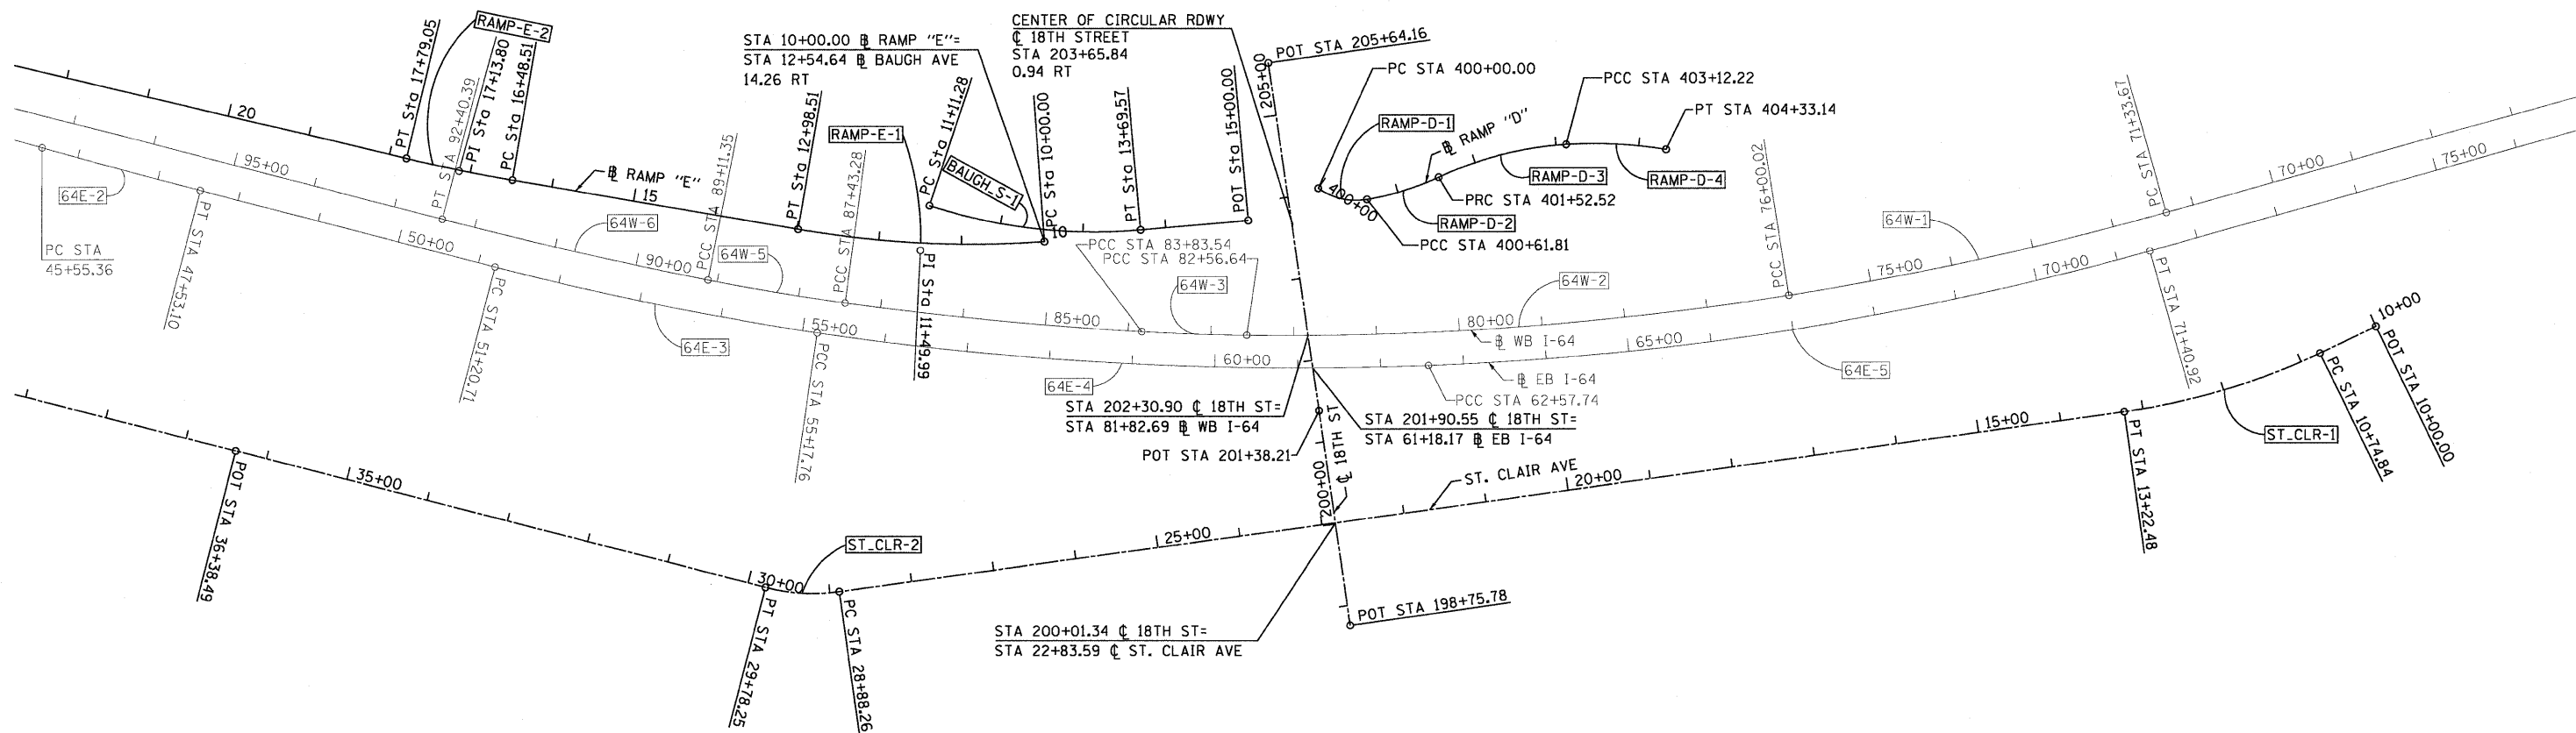 RAMP-E-2
PT Sta 17+79.05
PT STA 92+40.39
PI Sta 17+13.80
PC Sta 16+48.51
STA 10+00.00 ⅊ RAMP "E"=
STA 12+54.64 ⅊ BAUGH AVE
14.26 RT
CENTER OF CIRCULAR RDWY
℄ 18TH STREET
STA 203+65.84
0.94 RT
205+00
POT STA 205+64.16
PC STA 400+00.00
PCC STA 403+12.22
PT STA 404+33.14
PC STA 71+33.67
20
RAMP-E-1
PT Sta 12+98.51
PC Sta 11+11.28
BAUGH_S-1
PC Sta 10+00.00
PT Sta 13+69.57
POT Sta 15+00.00
RAMP-D-1
⅊ RAMP "D"
RAMP-D-3
RAMP-D-4
400+00
PRC STA 401+52.52
RAMP-D-2
PCC STA 400+61.81
70+00
75+00
95+00
64E-2
⅊ RAMP "E"
15
PCC STA 89+11.35
PCC STA 87+43.28
10
PCC STA 83+83.54
PCC STA 82+56.64
PCC STA 76+00.02
64W-1
PC STA
45+55.36
PT STA 47+53.10
50+00
64W-6
90+00
64W-5
64W-3
64W-2
75+00
70+00
PC STA 51+20.71
64E-3
55+00
PCC STA 55+17.76
PI Sta 11+49.99
85+00
60+00
80+00
⅊ WB I-64
65+00
64E-4
⅊ EB I-64
PCC STA 62+57.74
64E-5
PT STA 71+40.92
10+00
POT STA 10+00.00
PC STA 10+74.84
STA 202+30.90 ℄ 18TH ST=
STA 81+82.69 ⅊ WB I-64
STA 201+90.55 ℄ 18TH ST=
STA 61+18.17 ⅊ EB I-64
POT STA 201+38.21
℄ 18TH ST
200+00
15+00
ST_CLR-1
PT STA 13+22.48
POT STA 36+38.49
35+00
ST. CLAIR AVE
20+00
25+00
ST_CLR-2
30+00
PT STA 29+78.25
PC STA 28+88.26
POT STA 198+75.78
STA 200+01.34 ℄ 18TH ST=
STA 22+83.59 ℄ ST. CLAIR AVE